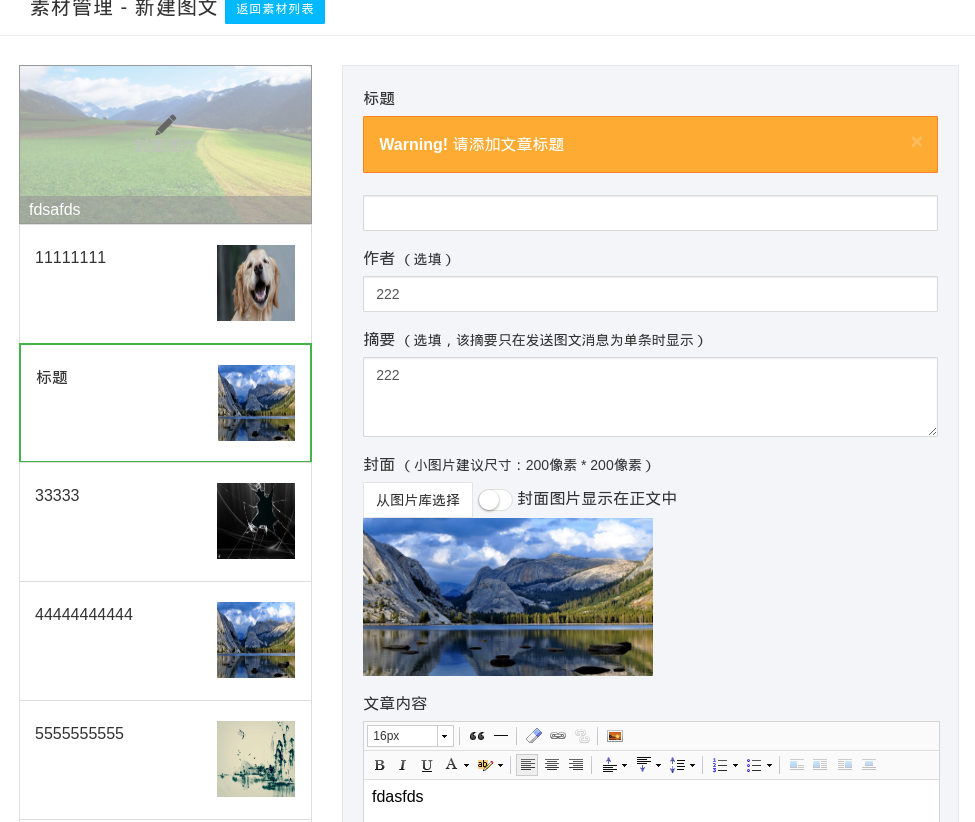 素材管理 - 新建图文 返回素材列表
fdsafds
11111111
标题
33333
44444444444
5555555555
标题
Warning! 请添加文章标题 ×
作者 （选填）
222
摘要 （选填，该摘要只在发送图文消息为单条时显示）
222
封面 （小图片建议尺寸：200像素 * 200像素）
从图片库选择 封面图片显示在正文中
文章内容
16px
B I U A ab
fdasfds